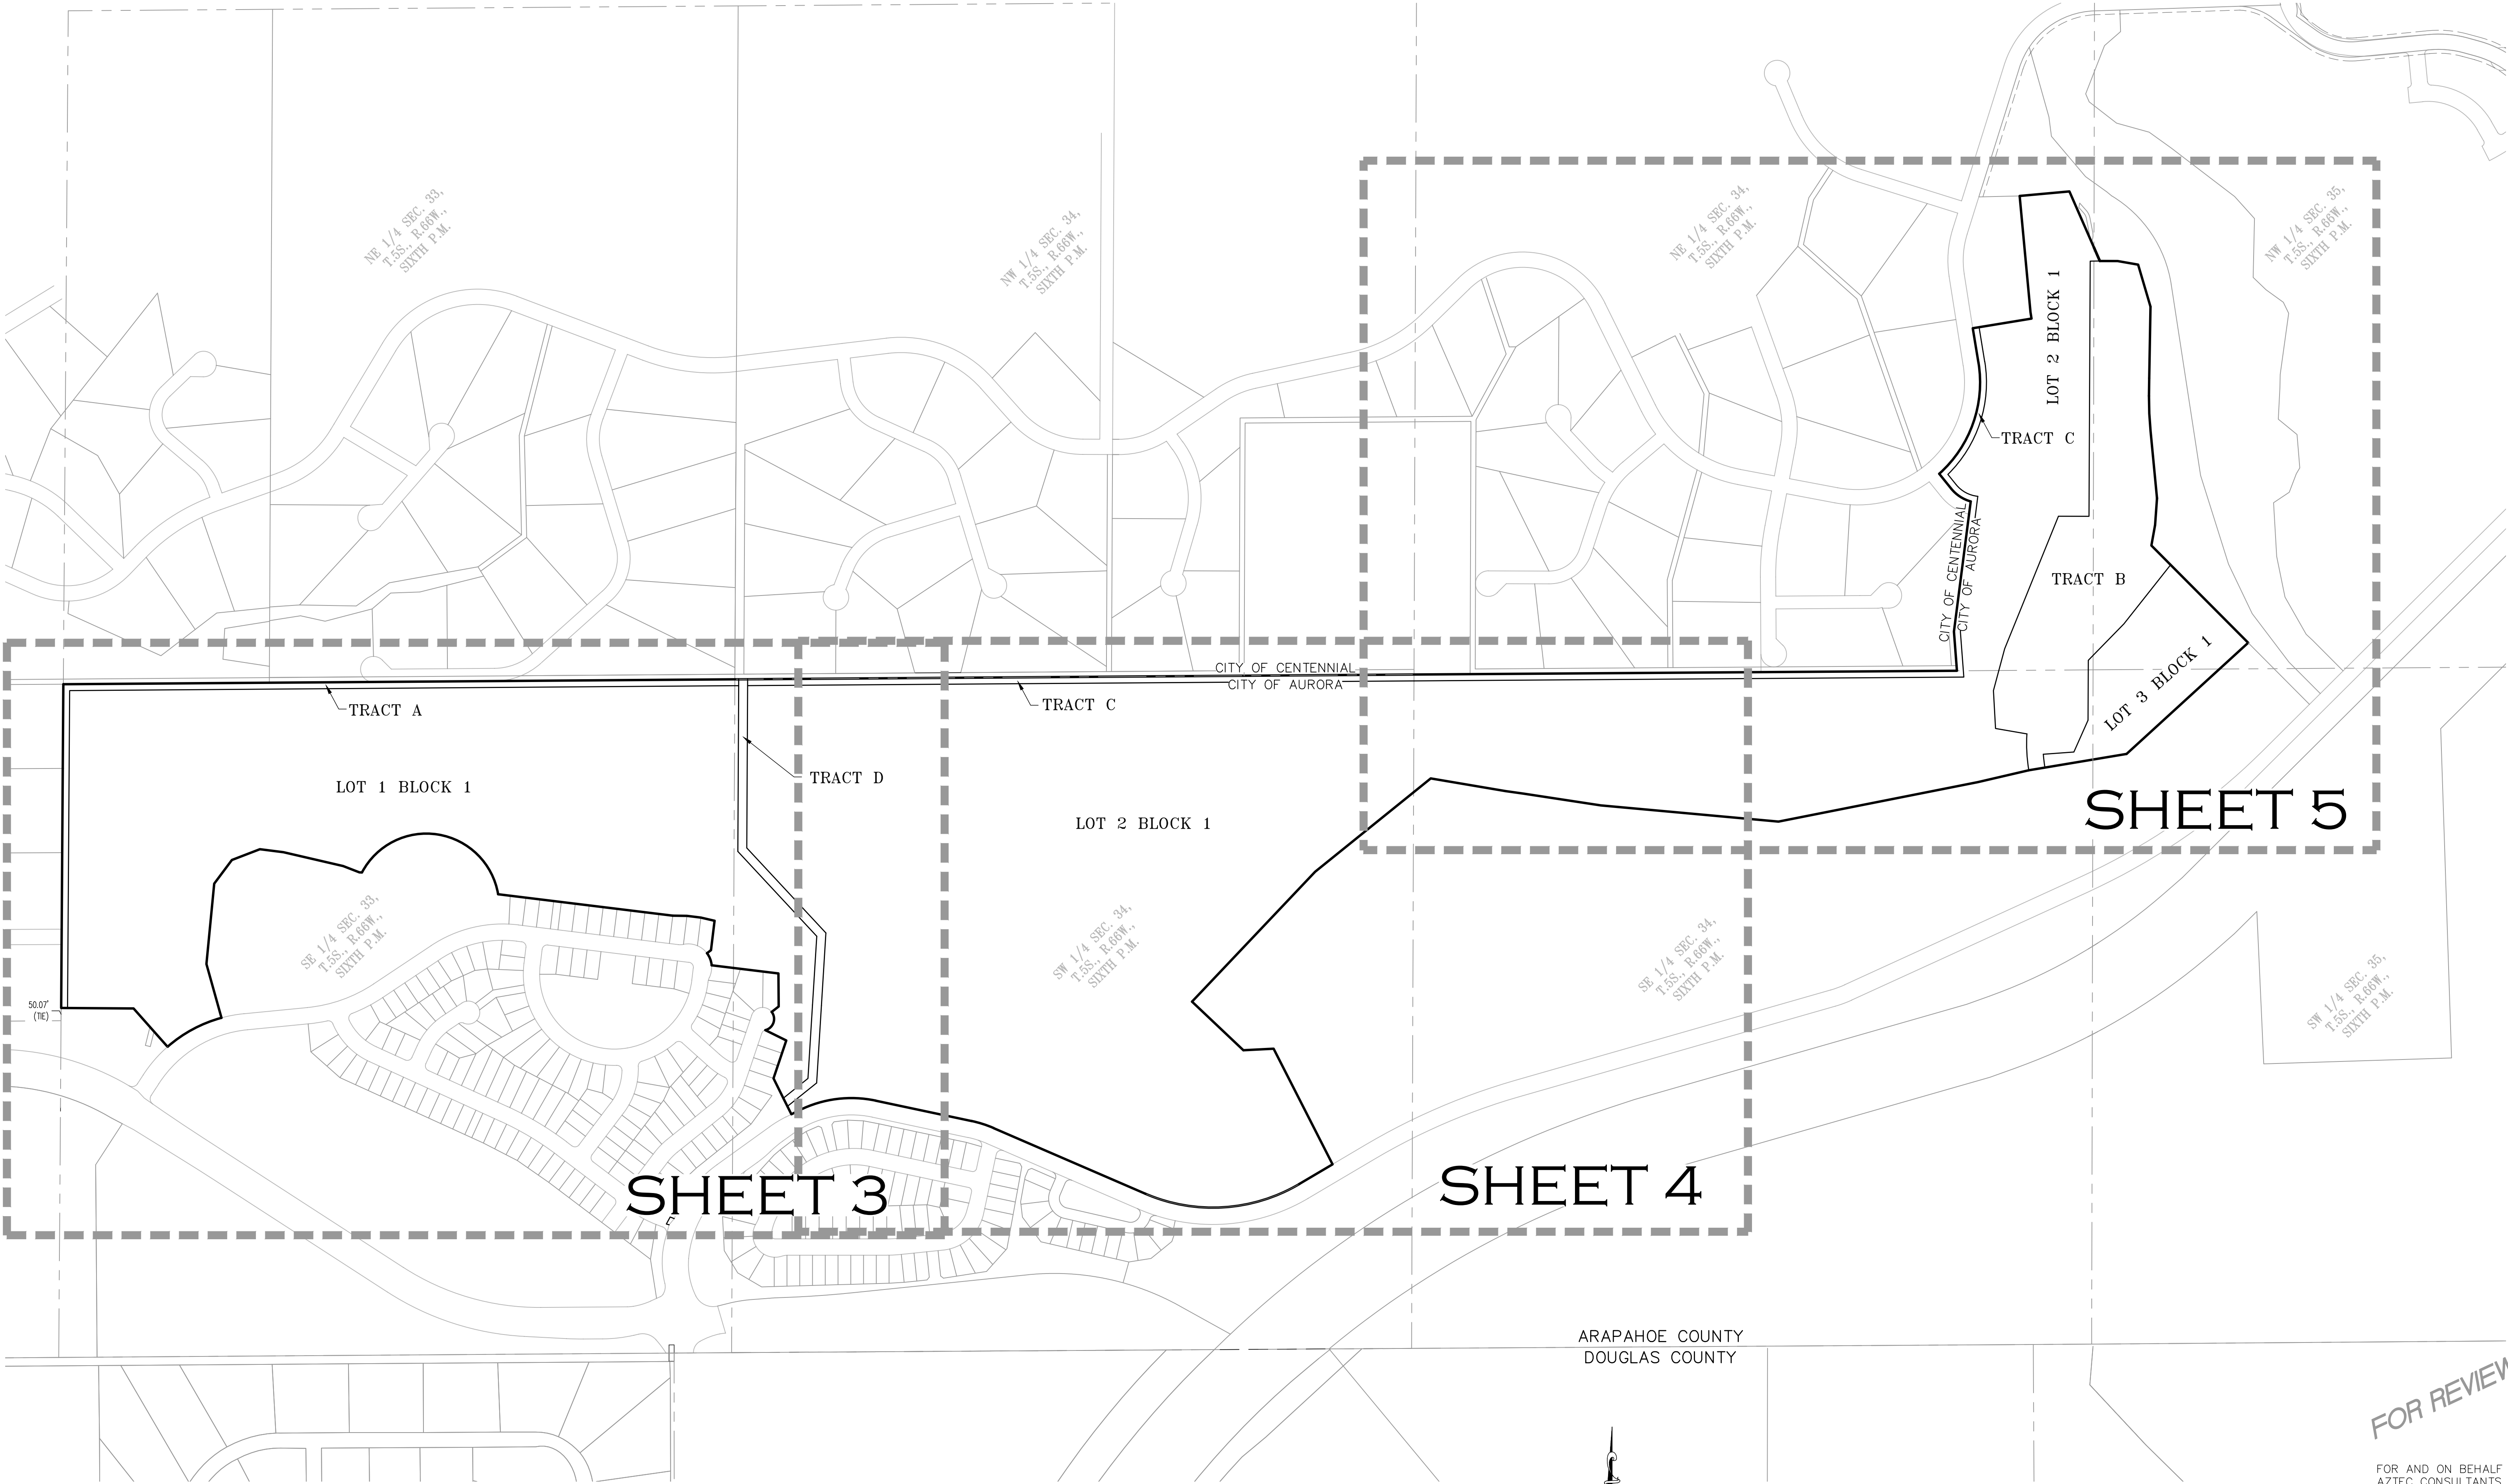 NE 1/4 SEC. 33,
T.5S., R.66W.,
SIXTH P.M.
NW 1/4 SEC. 34,
T.5S., R.66W.,
SIXTH P.M.
NE 1/4 SEC. 34,
T.5S., R.66W.,
SIXTH P.M.
NW 1/4 SEC. 35,
T.5S., R.66W.,
SIXTH P.M.
LOT 2 BLOCK 1
TRACT C
CITY OF CENTENNIAL
CITY OF AURORA
TRACT B
LOT 3 BLOCK 1
CITY OF CENTENNIAL
CITY OF AURORA
TRACT A
TRACT C
TRACT D
LOT 1 BLOCK 1
LOT 2 BLOCK 1
SHEET 5
SE 1/4 SEC. 33,
T.5S., R.66W.,
SIXTH P.M.
SW 1/4 SEC. 34,
T.5S., R.66W.,
SIXTH P.M.
SE 1/4 SEC. 34,
T.5S., R.66W.,
SIXTH P.M.
SW 1/4 SEC. 35,
T.5S., R.66W.,
SIXTH P.M.
50.07'
(TIE)
SHEET 3
SHEET 4
ARAPAHOE COUNTY
DOUGLAS COUNTY
FOR REVIEW
FOR AND ON BEHALF
AZTEC CONSULTANTS